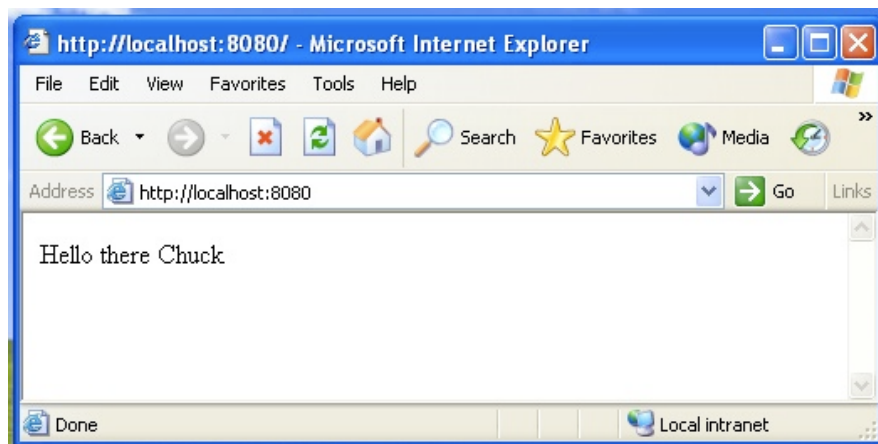 http://localhost:8080/ - Microsoft Internet Explorer
File Edit View Favorites Tools Help
Back Search Favorites Media »
Address http://localhost:8080 Go Links
Hello there Chuck
Done Local intranet